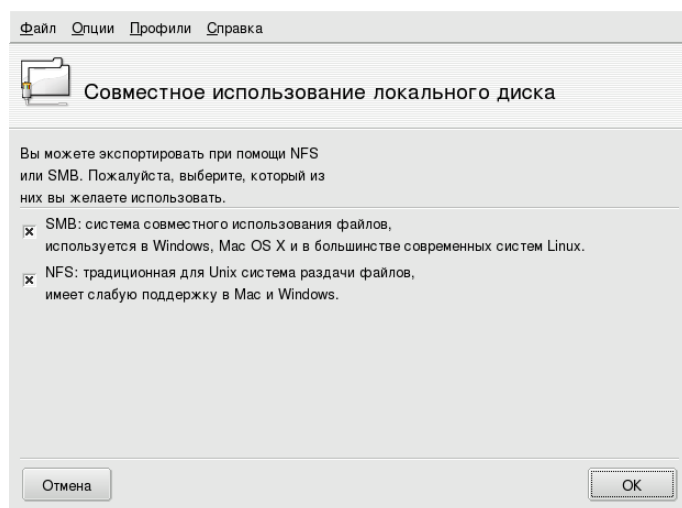 Файл Опции Профили Справка
Совместное использование локального диска
Вы можете экспортировать при помощи NFS
или SMB. Пожалуйста, выберите, который из
них вы желаете использовать.
SMB: система совместного использования файлов,
используется в Windows, Mac OS X и в большинстве современных систем Linux.
NFS: традиционная для Unix система раздачи файлов,
имеет слабую поддержку в Mac и Windows.
Отмена OK